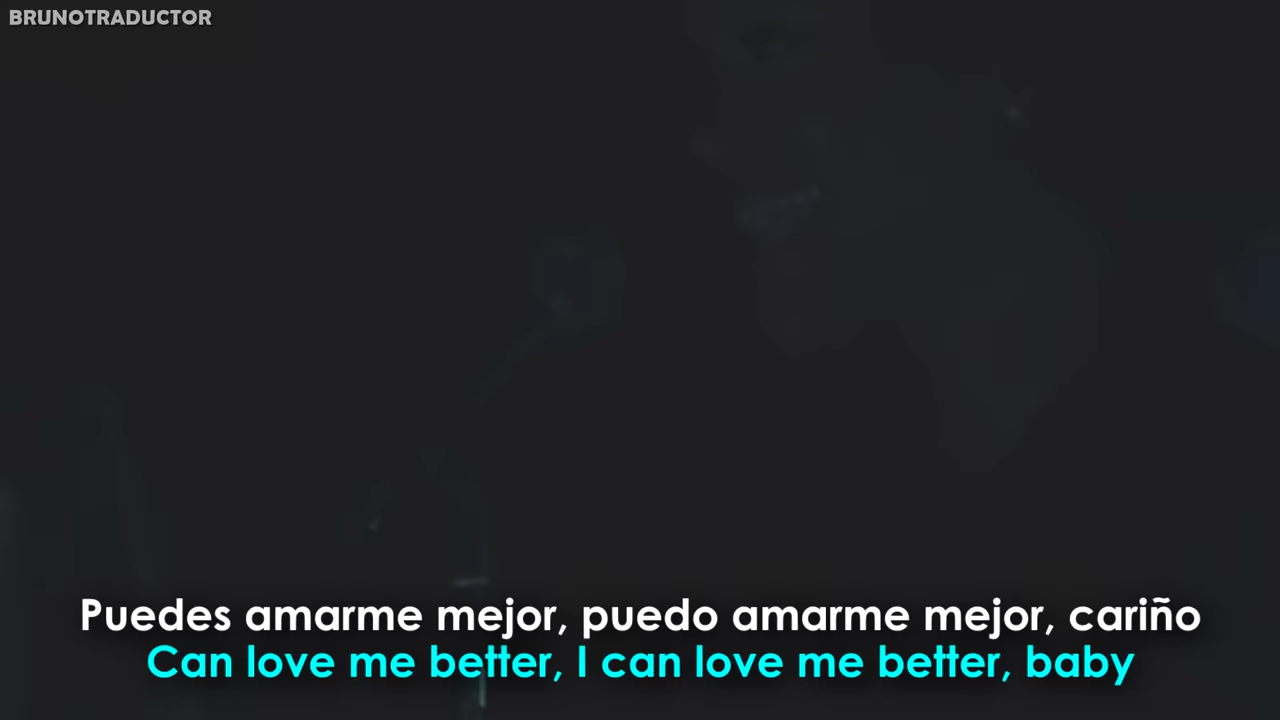 BRUNOTRADUCTOR
Puedes amarme mejor, puedo amarme mejor, cariño
Can love me better, I can love me better, baby